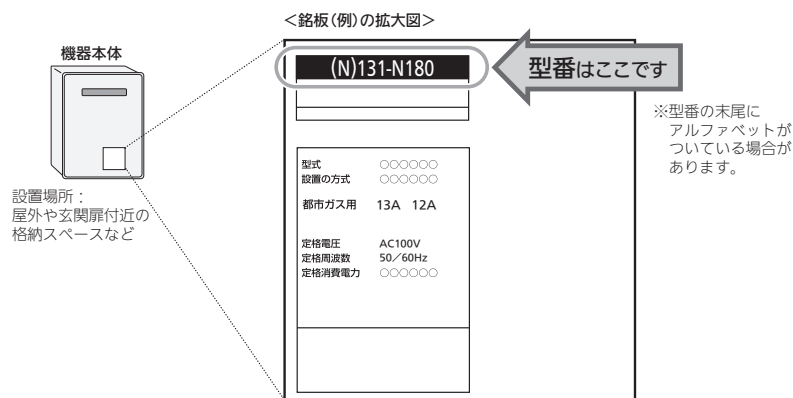 ＜銘板(例)の拡大図＞
機器本体
(N)131-N180
型番はここです
※型番の末尾に
アルファベットが
ついている場合が
あります。
設置場所：
屋外や玄関扉付近の
格納スペースなど
型式 ○○○○○○
設置の方式 ○○○○○○
都市ガス用 13A 12A
定格電圧 AC100V
定格周波数 50／60Hz
定格消費電力 ○○○○○○